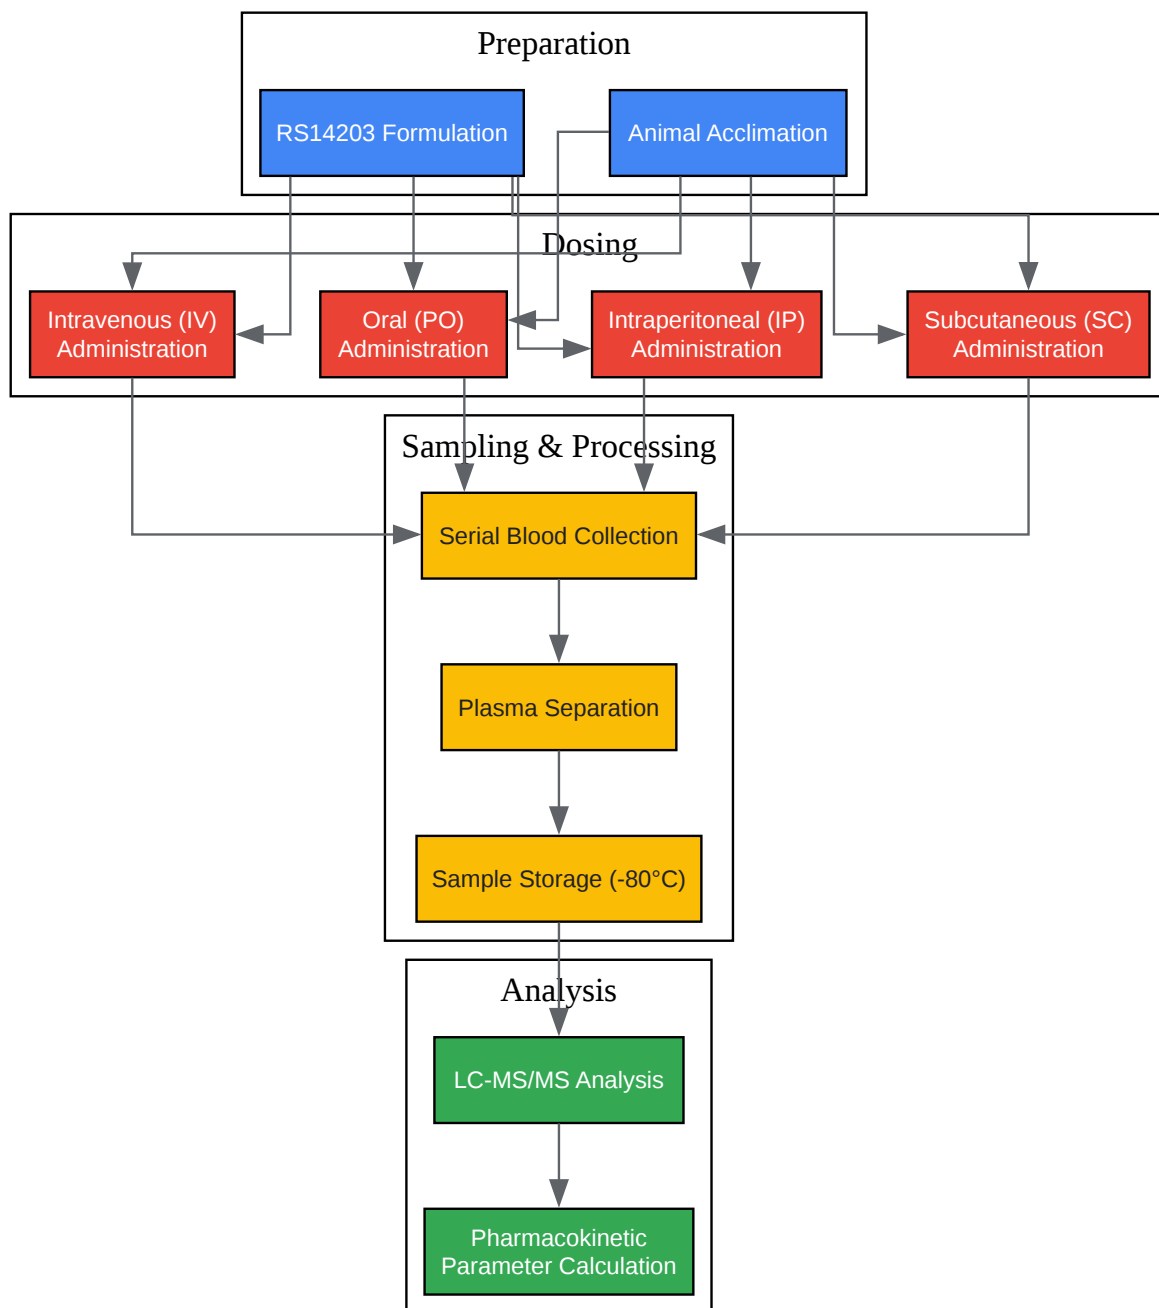 Preparation
RS14203 Formulation
Animal Acclimation
Dosing
Intravenous (IV)
Administration
Oral (PO)
Administration
Intraperitoneal (IP)
Administration
Subcutaneous (SC)
Administration
Sampling & Processing
Serial Blood Collection
Plasma Separation
Sample Storage (-80°C)
Analysis
LC-MS/MS Analysis
Pharmacokinetic
Parameter Calculation